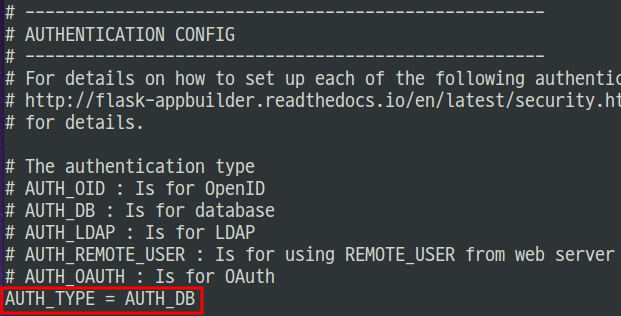 # ----------------------------------------------------
# AUTHENTICATION CONFIG
# ----------------------------------------------------
# For details on how to set up each of the following authentic
# http://flask-appbuilder.readthedocs.io/en/latest/security.ht
# for details.
# The authentication type
# AUTH_OID : Is for OpenID
# AUTH_DB : Is for database
# AUTH_LDAP : Is for LDAP
# AUTH_REMOTE_USER : Is for using REMOTE_USER from web server
# AUTH_OAUTH : Is for OAuth
AUTH_TYPE = AUTH_DB